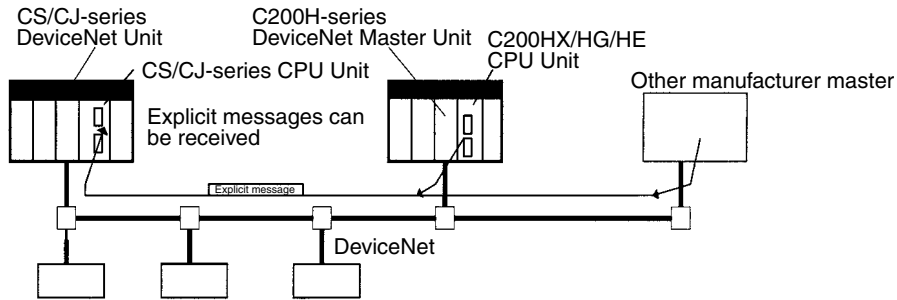 CS/CJ-series
DeviceNet Unit
C200H-series
DeviceNet Master Unit
C200HX/HG/HE
CPU Unit
CS/CJ-series CPU Unit
Other manufacturer master
Explicit messages can
be received
Explicit message
DeviceNet